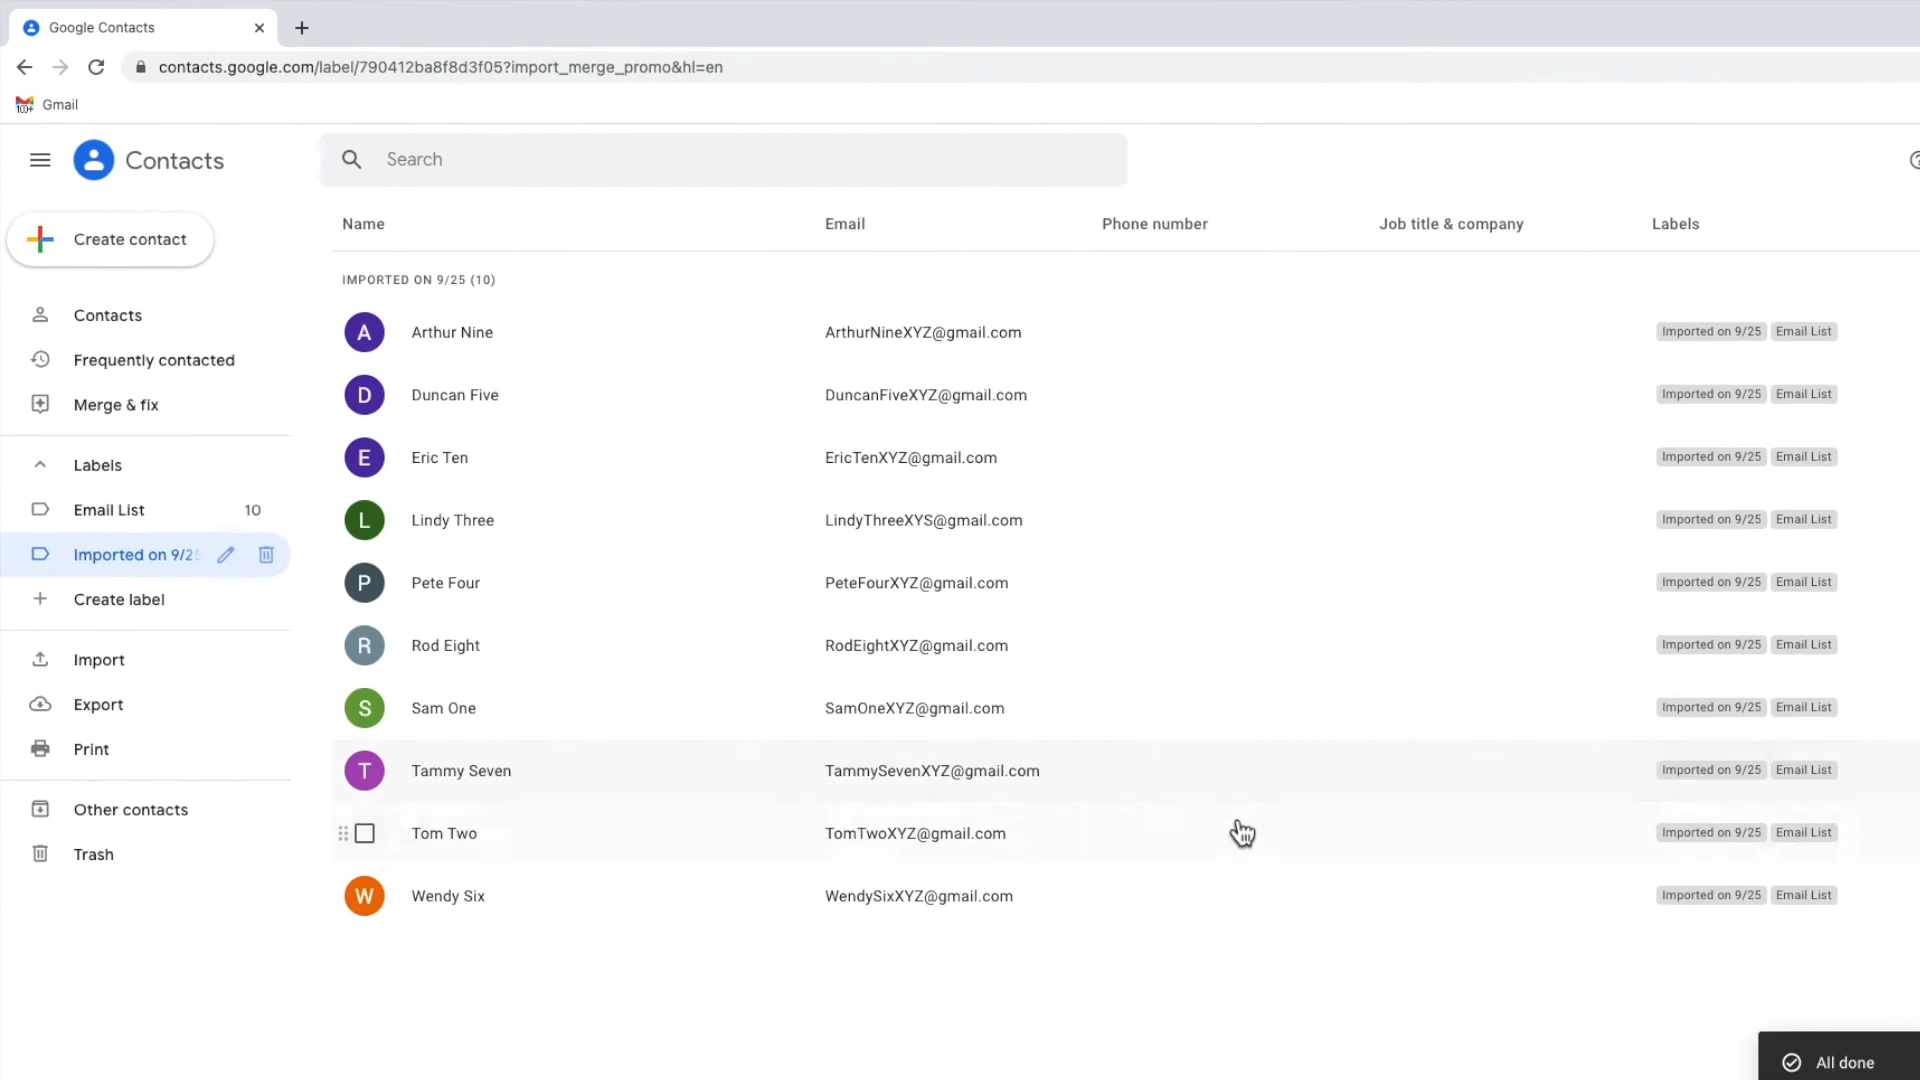 Google Contacts
contacts.google.com/label/790412ba8f8d3f05?import_merge_promo&hl=en
100+ Gmail
Contacts
Search
Create contact
Contacts
Frequently contacted
Merge & fix
Labels
Email List 10
Imported on 9/25
Create label
Import
Export
Print
Other contacts
Trash
Name Email Phone number Job title & company Labels
IMPORTED ON 9/25 (10)
A Arthur Nine ArthurNineXYZ@gmail.com Imported on 9/25 Email List
D Duncan Five DuncanFiveXYZ@gmail.com Imported on 9/25 Email List
E Eric Ten EricTenXYZ@gmail.com Imported on 9/25 Email List
L Lindy Three LindyThreeXYS@gmail.com Imported on 9/25 Email List
P Pete Four PeteFourXYZ@gmail.com Imported on 9/25 Email List
R Rod Eight RodEightXYZ@gmail.com Imported on 9/25 Email List
S Sam One SamOneXYZ@gmail.com Imported on 9/25 Email List
T Tammy Seven TammySevenXYZ@gmail.com Imported on 9/25 Email List
Tom Two TomTwoXYZ@gmail.com Imported on 9/25 Email List
W Wendy Six WendySixXYZ@gmail.com Imported on 9/25 Email List
All done